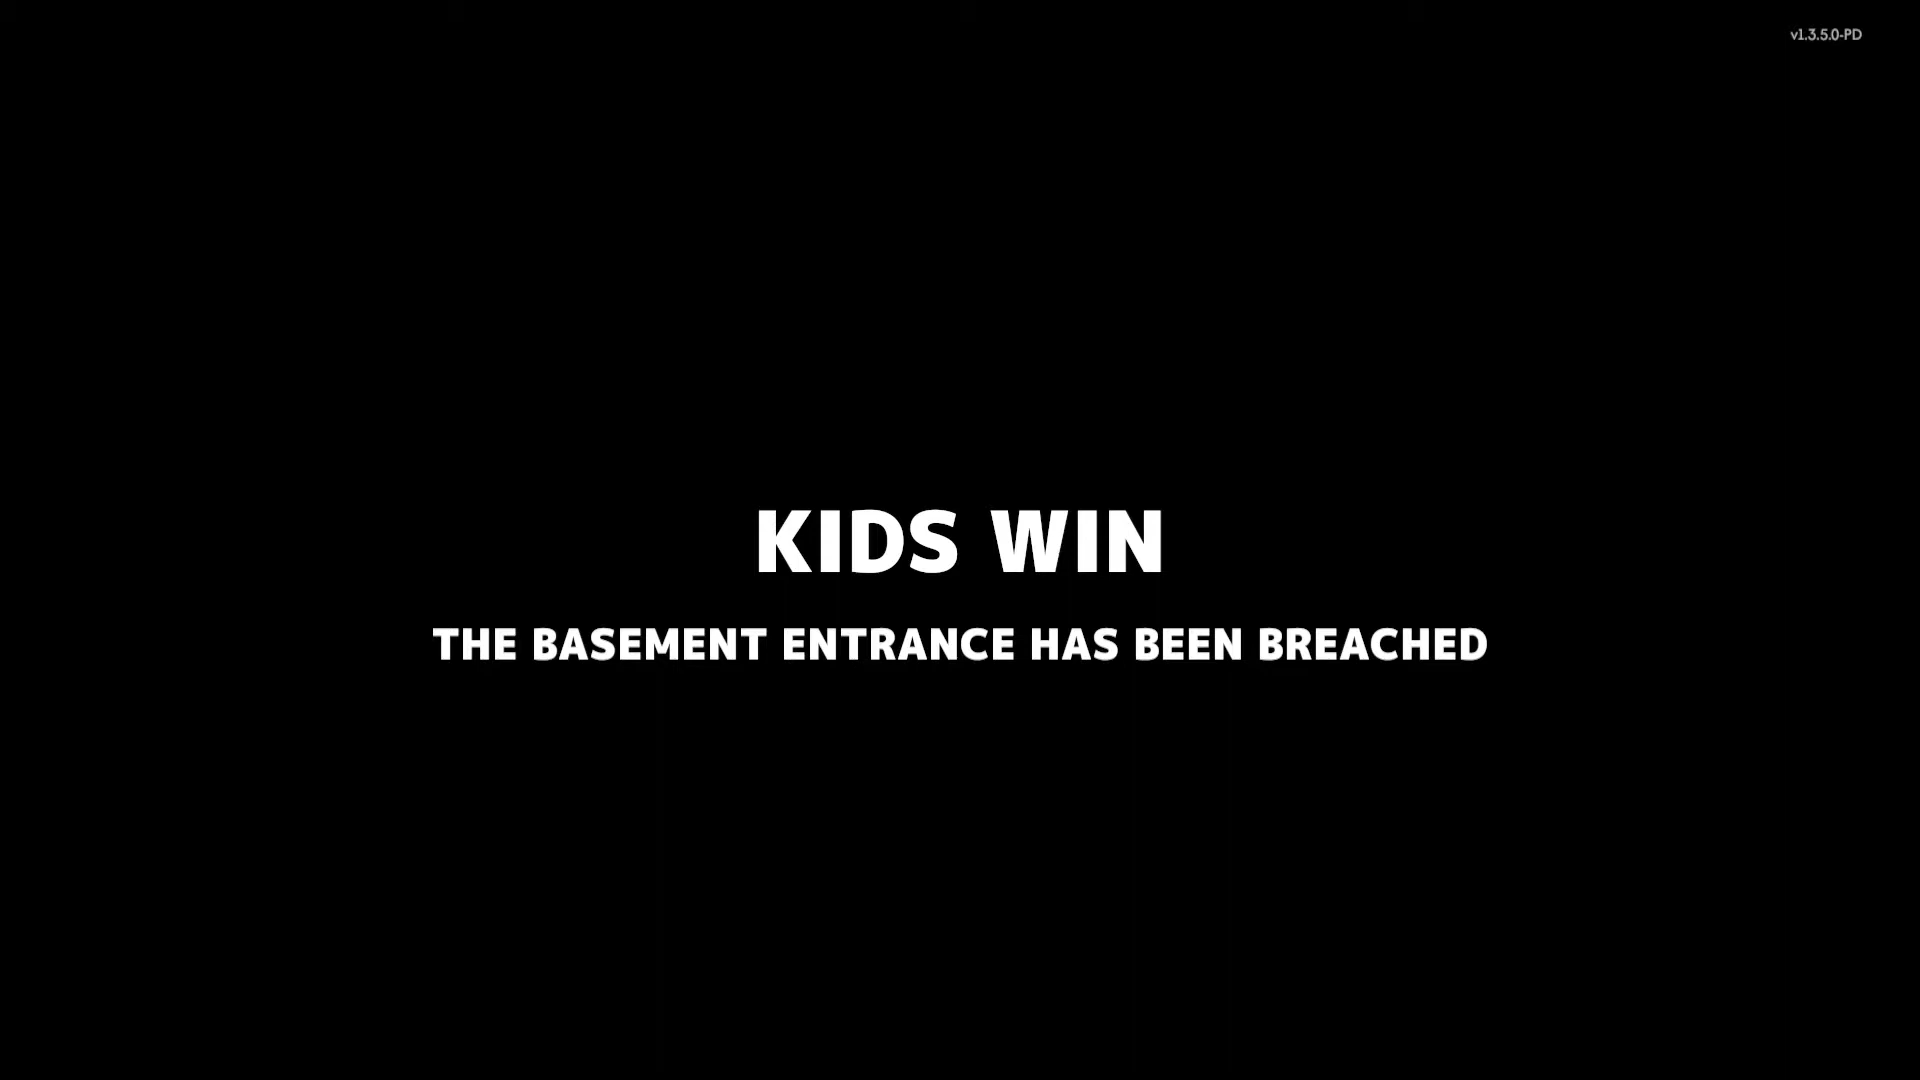 v1.3.5.0-PD
KIDS WIN
THE BASEMENT ENTRANCE HAS BEEN BREACHED